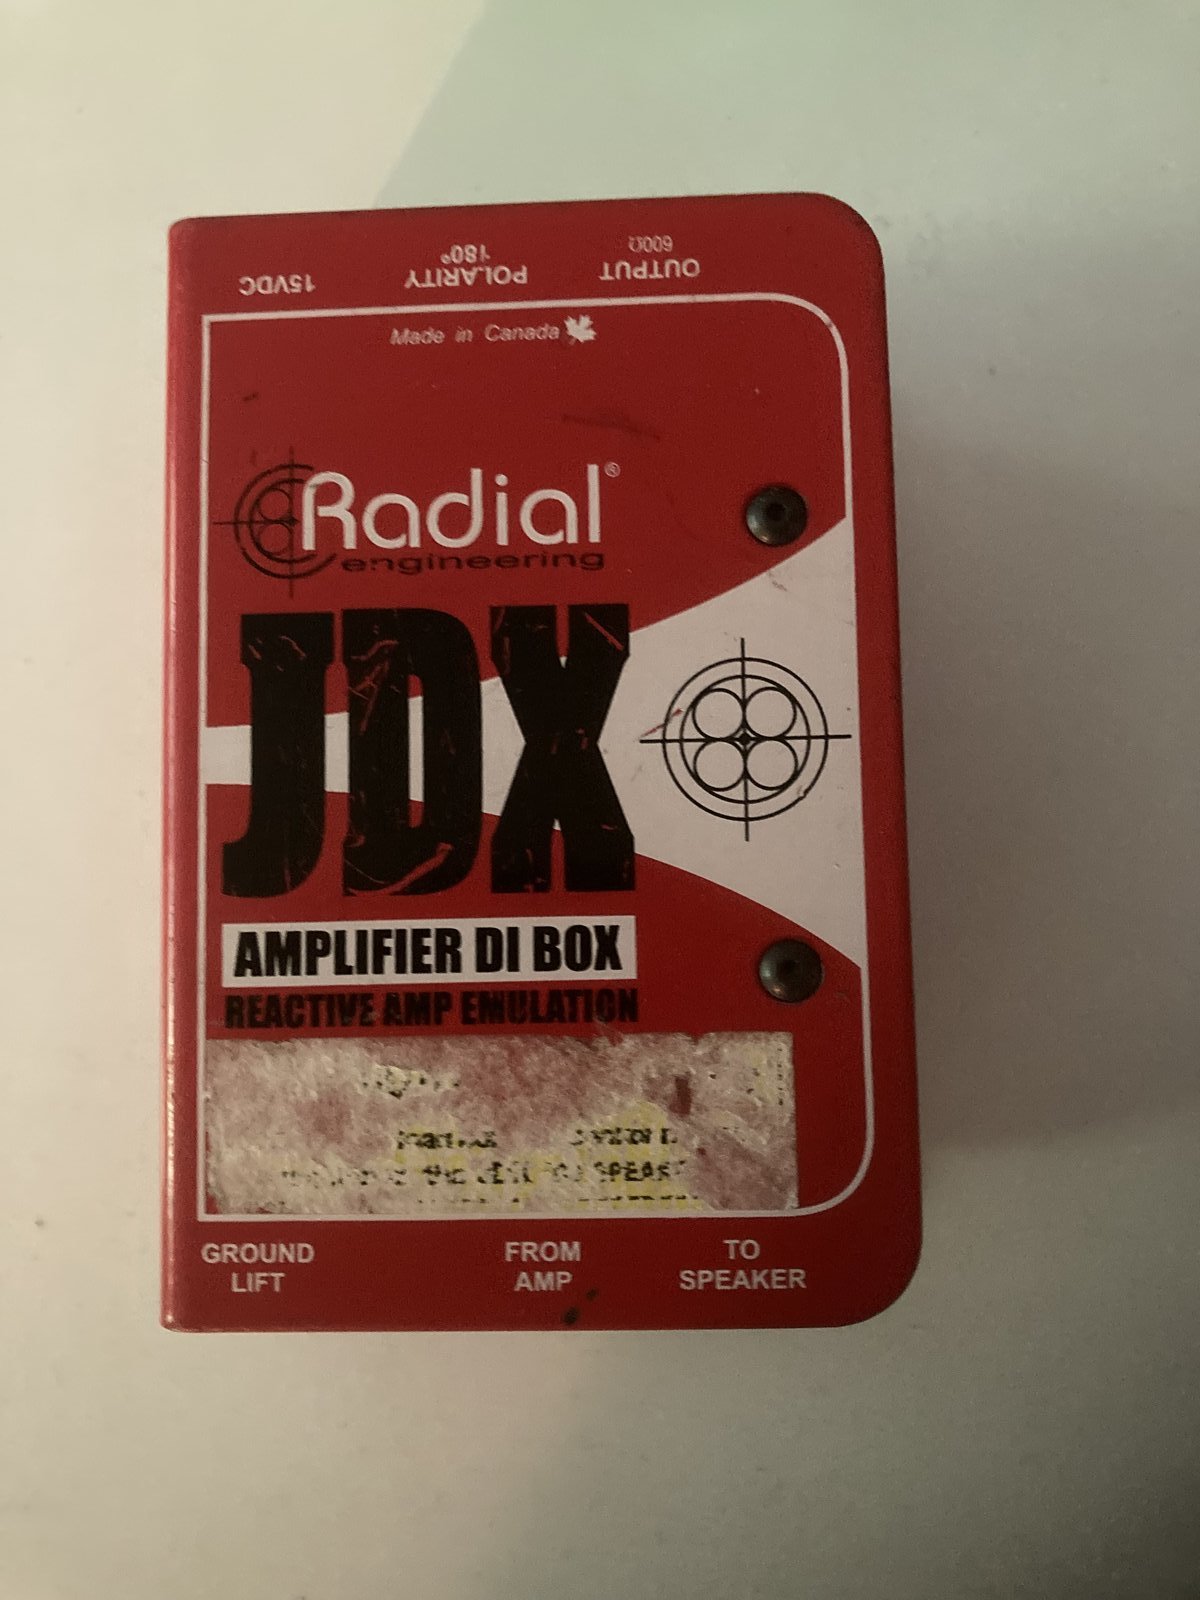 15VDC
POLARITY
180°
OUTPUT
600Ω
Made in Canada
Radial®
engineering
JDX
AMPLIFIER DI BOX
REACTIVE AMP EMULATION
GROUND
LIFT
FROM
AMP
TO
SPEAKER